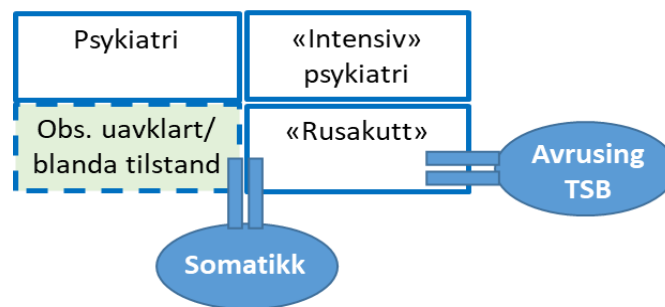 Psykiatri
«Intensiv»
psykiatri
Obs. uavklart/
blanda tilstand
«Rusakutt»
Avrusing
TSB
Somatikk